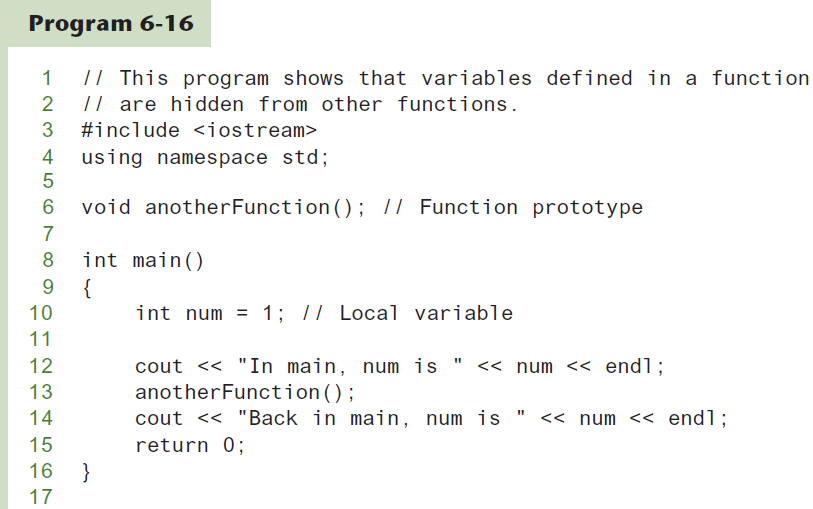 Program 6-16
1 // This program shows that variables defined in a function
2 // are hidden from other functions.
3 #include <iostream>
4 using namespace std;
5
6 void anotherFunction(); // Function prototype
7
8 int main()
9 {
10 int num = 1; // Local variable
11
12 cout << "In main, num is " << num << endl;
13 anotherFunction();
14 cout << "Back in main, num is " << num << endl;
15 return 0;
16 }
17